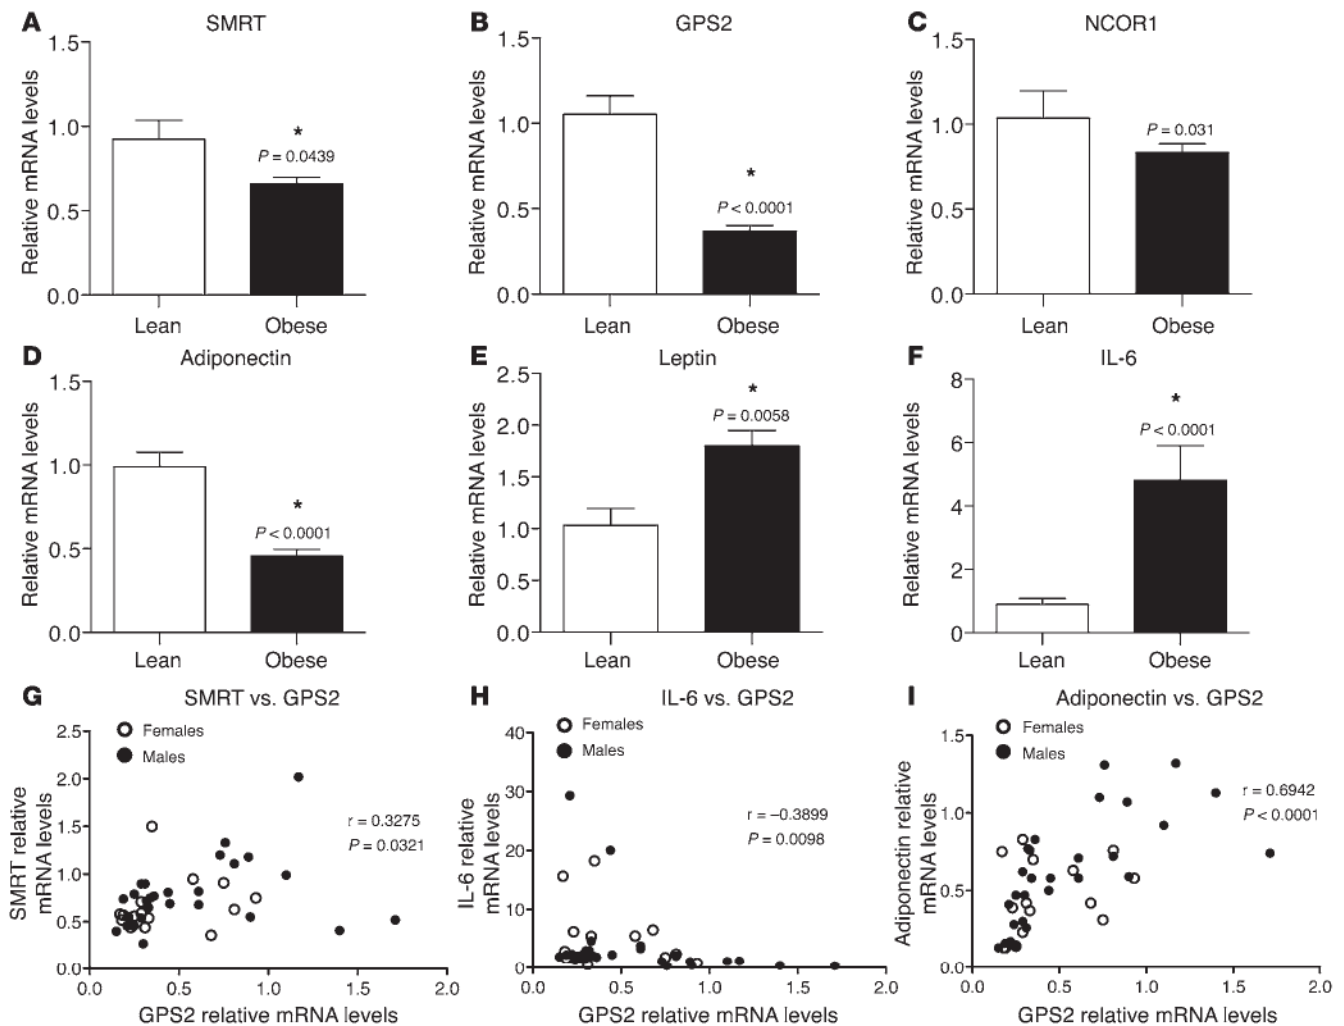 A SMRT
Relative mRNA levels
1.5
1.0
0.5
0.0
*
P = 0.0439
Lean Obese
B GPS2
Relative mRNA levels
1.5
1.0
0.5
0.0
*
P < 0.0001
Lean Obese
C NCOR1
Relative mRNA levels
1.5
1.0
0.5
0.0
P = 0.031
Lean Obese
D Adiponectin
Relative mRNA levels
1.5
1.0
0.5
0.0
*
P < 0.0001
Lean Obese
E Leptin
Relative mRNA levels
2.5
2.0
1.5
1.0
0.5
0.0
*
P = 0.0058
Lean Obese
F IL-6
Relative mRNA levels
8
6
4
2
0
*
P < 0.0001
Lean Obese
G SMRT vs. GPS2
Females
Males
SMRT relative
mRNA levels
2.5
2.0
1.5
1.0
0.5
0.0
r = 0.3275
P = 0.0321
0.0 0.5 1.0 1.5 2.0
GPS2 relative mRNA levels
H IL-6 vs. GPS2
Females
Males
IL-6 relative
mRNA levels
40
30
20
10
0
r = −0.3899
P = 0.0098
0.0 0.5 1.0 1.5 2.0
GPS2 relative mRNA levels
I Adiponectin vs. GPS2
Females
Males
Adiponectin relative
mRNA levels
1.5
1.0
0.5
0.0
r = 0.6942
P < 0.0001
0.0 0.5 1.0 1.5 2.0
GPS2 relative mRNA levels